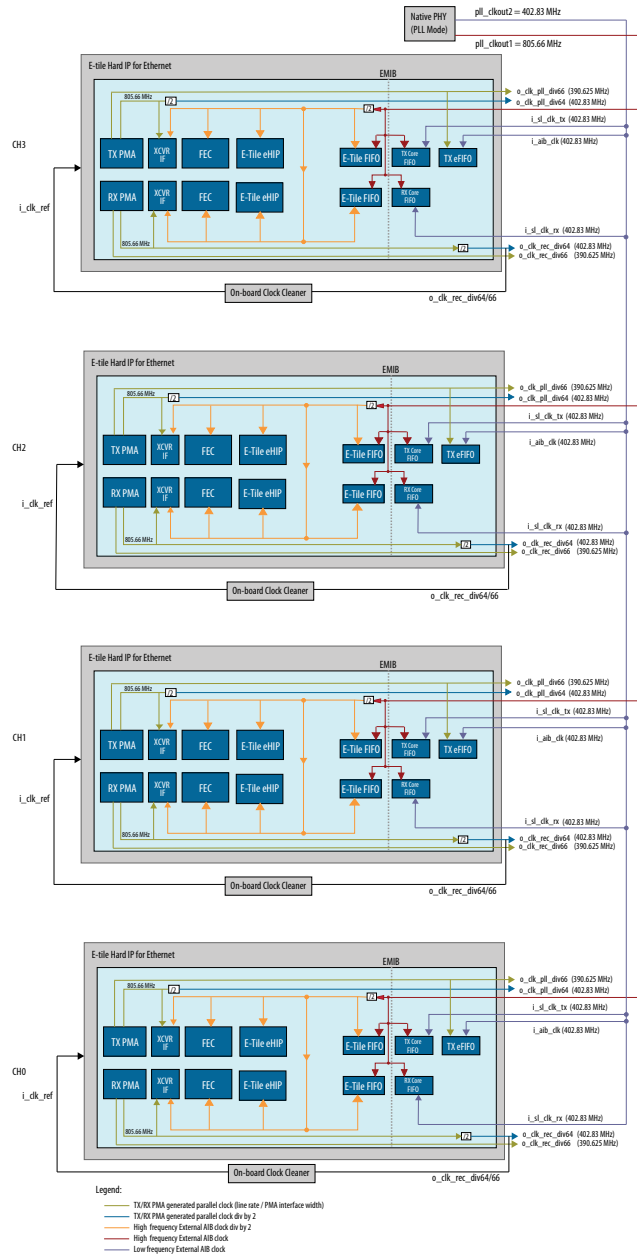 Native PHY
(PLL Mode)
pll_clkout2 = 402.83 MHz
pll_clkout1 = 805.66 MHz
E-tile Hard IP for Ethernet
EMIB
805.66 MHz
/2
/2
o_clk_pll_div66 (390.625 MHz)
o_clk_pll_div64 (402.83 MHz)
i_sl_clk_tx (402.83 MHz)
i_aib_clk (402.83 MHz)
CH3
TX PMA
XCVR
IF
FEC
E-Tile eHIP
E-Tile FIFO
TX Core
FIFO
TX eFIFO
i_clk_ref
RX PMA
XCVR
IF
FEC
E-Tile eHIP
E-Tile FIFO
RX Core
FIFO
805.66 MHz
/2
i_sl_clk_rx (402.83 MHz)
o_clk_rec_div64 (402.83 MHz)
o_clk_rec_div66 (390.625 MHz)
On-board Clock Cleaner
o_clk_rec_div64/66
E-tile Hard IP for Ethernet
EMIB
805.66 MHz
/2
/2
o_clk_pll_div66 (390.625 MHz)
o_clk_pll_div64 (402.83 MHz)
i_sl_clk_tx (402.83 MHz)
i_aib_clk (402.83 MHz)
CH2
TX PMA
XCVR
IF
FEC
E-Tile eHIP
E-Tile FIFO
TX Core
FIFO
TX eFIFO
i_clk_ref
RX PMA
XCVR
IF
FEC
E-Tile eHIP
E-Tile FIFO
RX Core
FIFO
805.66 MHz
/2
i_sl_clk_rx (402.83 MHz)
o_clk_rec_div64 (402.83 MHz)
o_clk_rec_div66 (390.625 MHz)
On-board Clock Cleaner
o_clk_rec_div64/66
E-tile Hard IP for Ethernet
EMIB
805.66 MHz
/2
/2
o_clk_pll_div66 (390.625 MHz)
o_clk_pll_div64 (402.83 MHz)
i_sl_clk_tx (402.83 MHz)
i_aib_clk (402.83 MHz)
CH1
TX PMA
XCVR
IF
FEC
E-Tile eHIP
E-Tile FIFO
TX Core
FIFO
TX eFIFO
i_clk_ref
RX PMA
XCVR
IF
FEC
E-Tile eHIP
E-Tile FIFO
RX Core
FIFO
805.66 MHz
/2
i_sl_clk_rx (402.83 MHz)
o_clk_rec_div64 (402.83 MHz)
o_clk_rec_div66 (390.625 MHz)
On-board Clock Cleaner
o_clk_rec_div64/66
E-tile Hard IP for Ethernet
EMIB
805.66 MHz
/2
/2
o_clk_pll_div66 (390.625 MHz)
o_clk_pll_div64 (402.83 MHz)
i_sl_clk_tx (402.83 MHz)
i_aib_clk (402.83 MHz)
CH0
TX PMA
XCVR
IF
FEC
E-Tile eHIP
E-Tile FIFO
TX Core
FIFO
TX eFIFO
i_clk_ref
RX PMA
XCVR
IF
FEC
E-Tile eHIP
E-Tile FIFO
RX Core
FIFO
805.66 MHz
/2
i_sl_clk_rx (402.83 MHz)
o_clk_rec_div64 (402.83 MHz)
o_clk_rec_div66 (390.625 MHz)
On-board Clock Cleaner
o_clk_rec_div64/66
Legend:
TX/RX PMA generated parallel clock (line rate / PMA interface width)
TX/RX PMA generated parallel clock div by 2
High frequency External AIB clock div by 2
High frequency External AIB clock
Low frequency External AIB clock